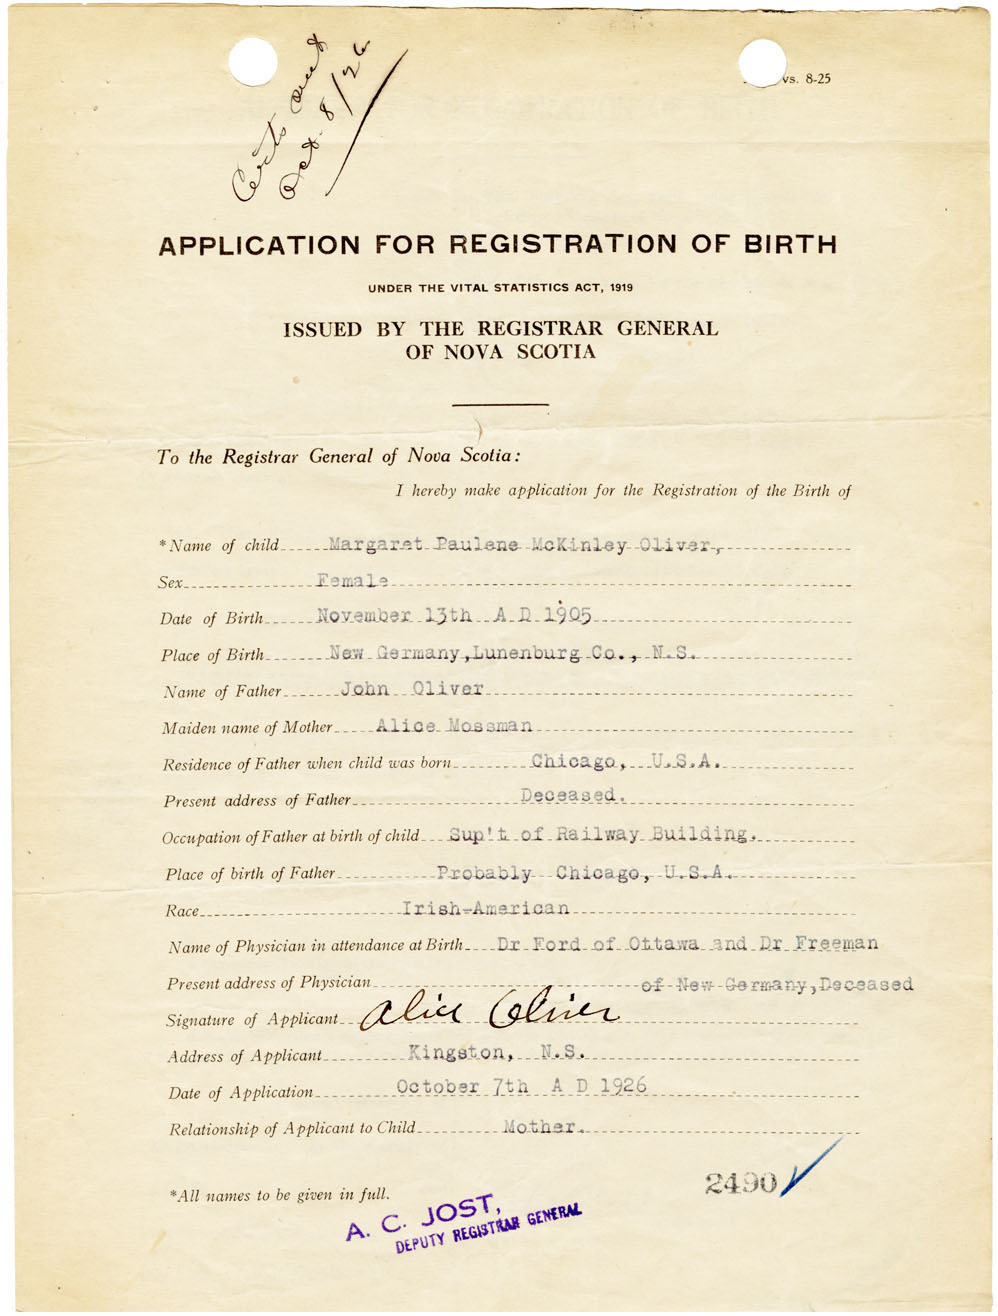 Certs out
Oct. 8/26
vs. 8-25
APPLICATION FOR REGISTRATION OF BIRTH
UNDER THE VITAL STATISTICS ACT, 1919
ISSUED BY THE REGISTRAR GENERAL
OF NOVA SCOTIA
To the Registrar General of Nova Scotia:
I hereby make application for the Registration of the Birth of
*Name of child Margaret Paulene McKinley Oliver,
Sex Female
Date of Birth November 13th A D 1905
Place of Birth New Germany, Lunenburg Co., N.S.
Name of Father John Oliver
Maiden name of Mother Alice Mossman
Residence of Father when child was born Chicago, U.S.A.
Present address of Father Deceased.
Occupation of Father at birth of child Sup't of Railway Building.
Place of birth of Father Probably Chicago, U.S.A.
Race Irish-American
Name of Physician in attendance at Birth Dr Ford of Ottawa and Dr Freeman
Present address of Physician of New Germany, Deceased
Signature of Applicant Alice Oliver
Address of Applicant Kingston, N.S.
Date of Application October 7th A D 1926
Relationship of Applicant to Child Mother.
*All names to be given in full.
2490
A. C. JOST,
DEPUTY REGISTRAR GENERAL